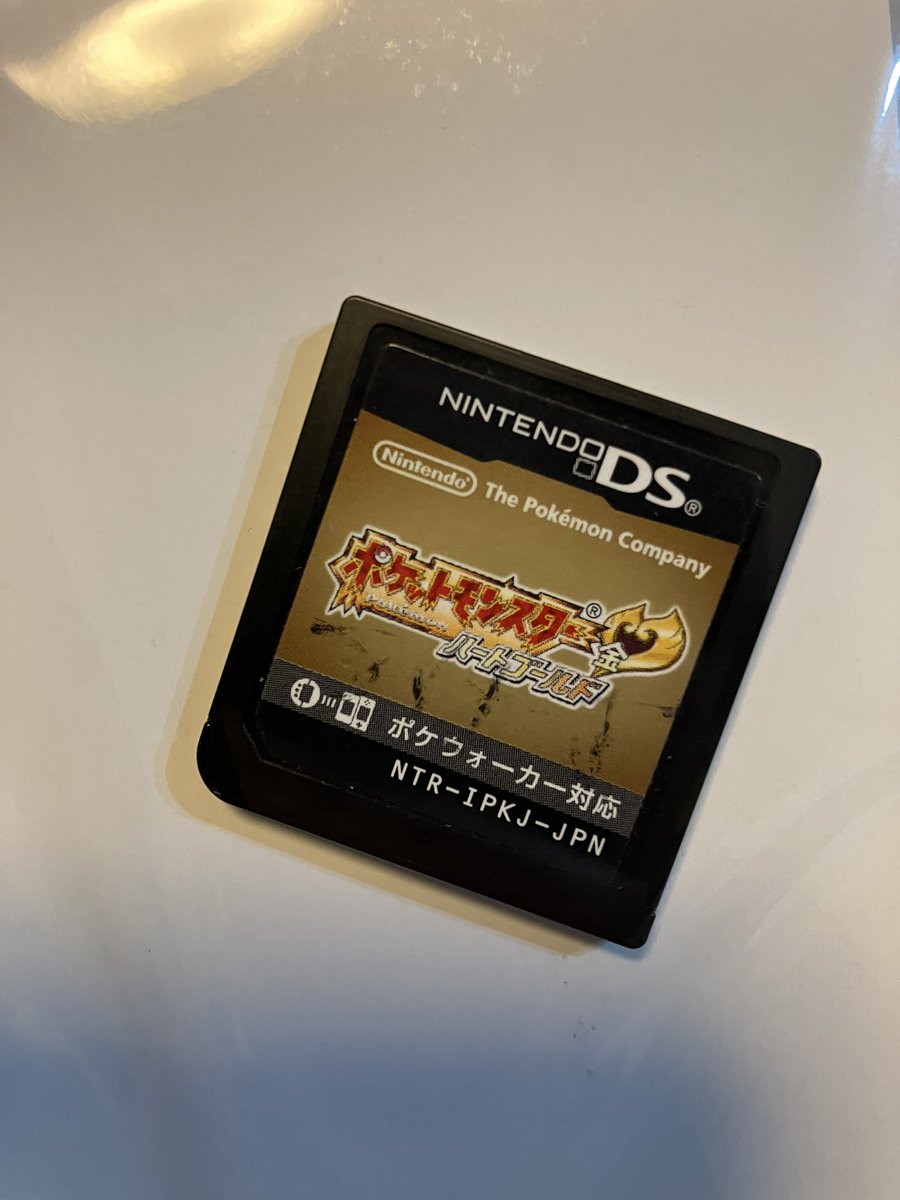 NINTENDO DS®
Nintendo® The Pokémon Company
ポケットモンスター®
POKéMON
金
ハートゴールド
ポケウォーカー対応
NTR-IPKJ-JPN